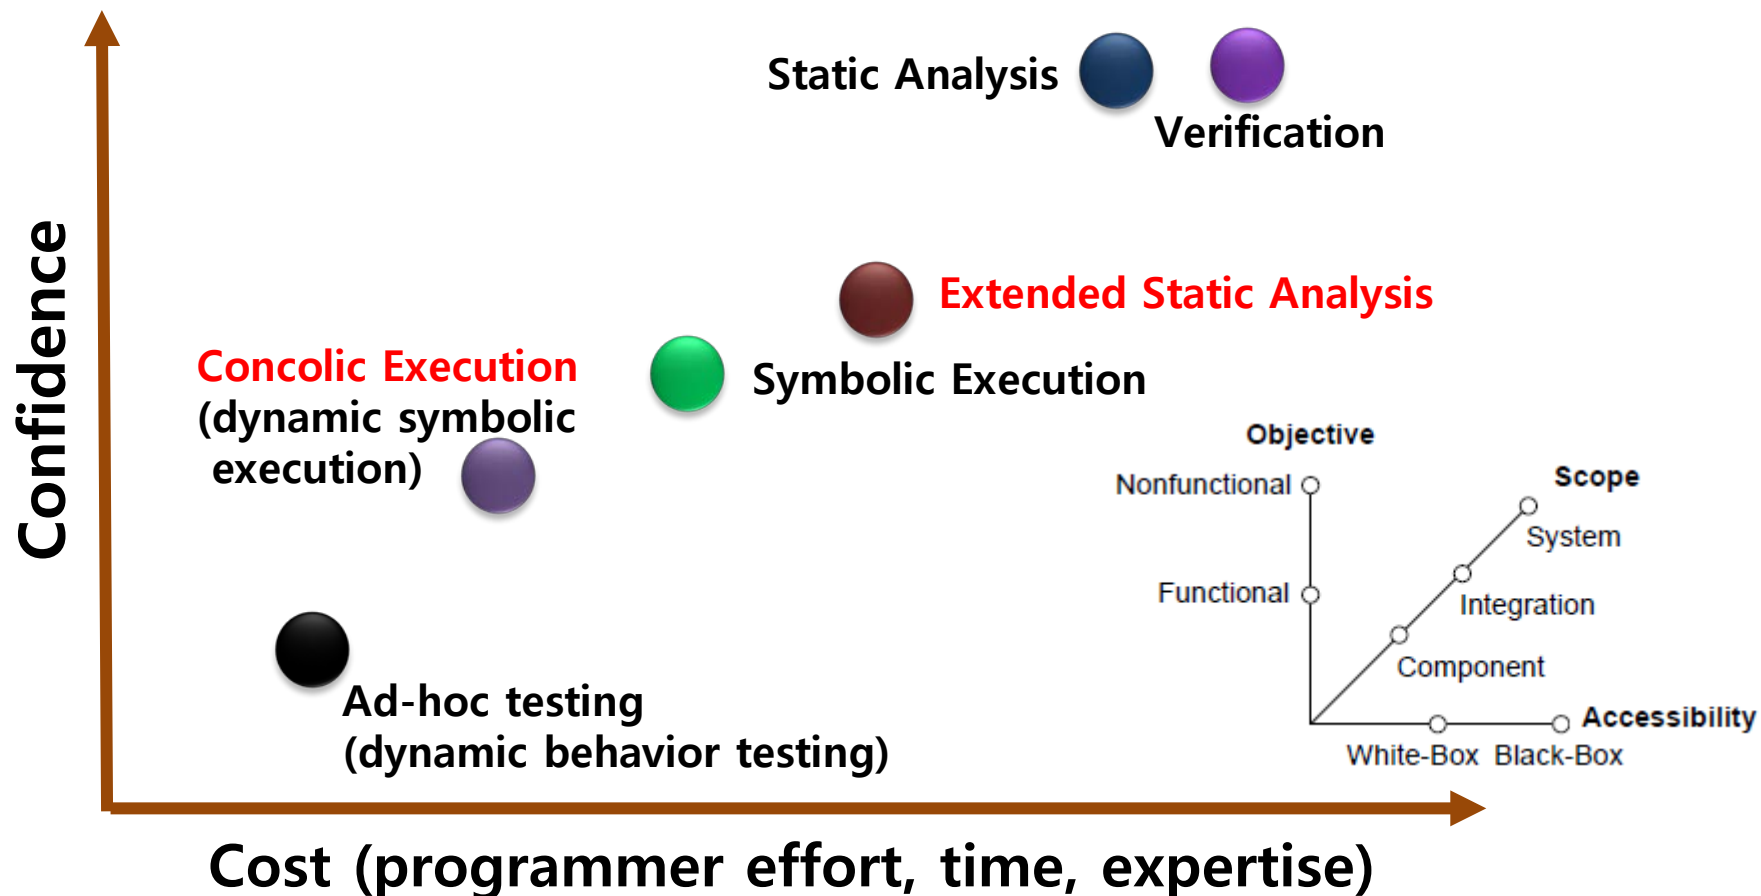 Static Analysis
Verification
Confidence
Extended Static Analysis
Concolic Execution
(dynamic symbolic
execution)
Symbolic Execution
Ad-hoc testing
(dynamic behavior testing)
Objective
Nonfunctional
Functional
Scope
System
Integration
Component
Accessibility
White-Box Black-Box
Cost (programmer effort, time, expertise)